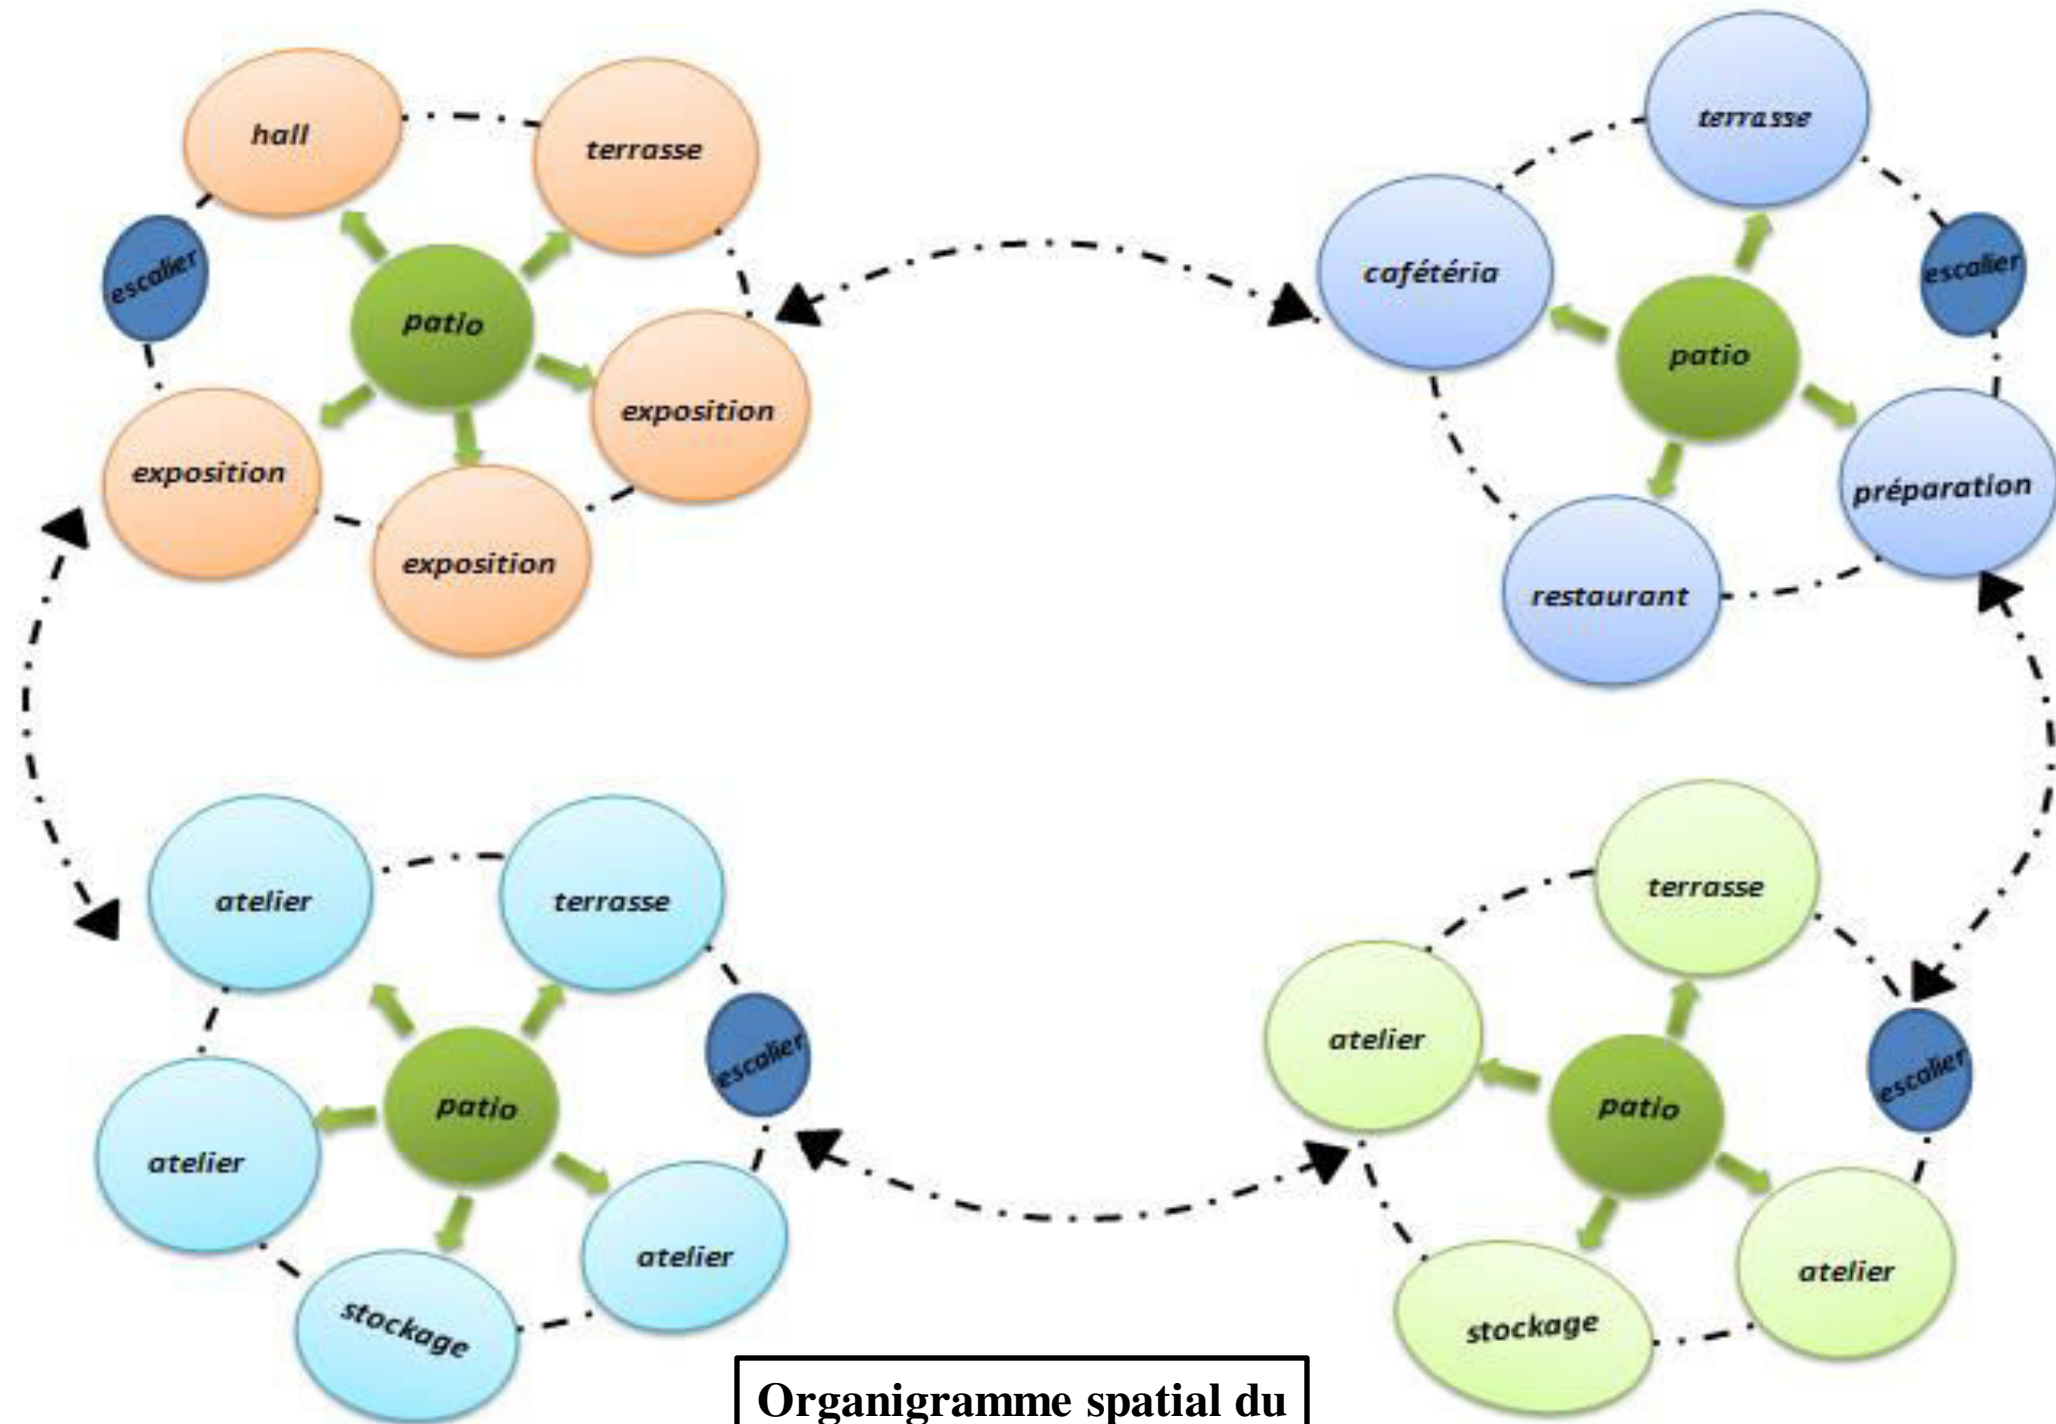 hall
terrasse
escalier
patio
exposition
exposition
exposition
terrasse
cafétéria
escalier
patio
préparation
restaurant
atelier
terrasse
escalier
patio
atelier
atelier
stockage
terrasse
atelier
patio
escalier
atelier
stockage
Organigramme spatial du